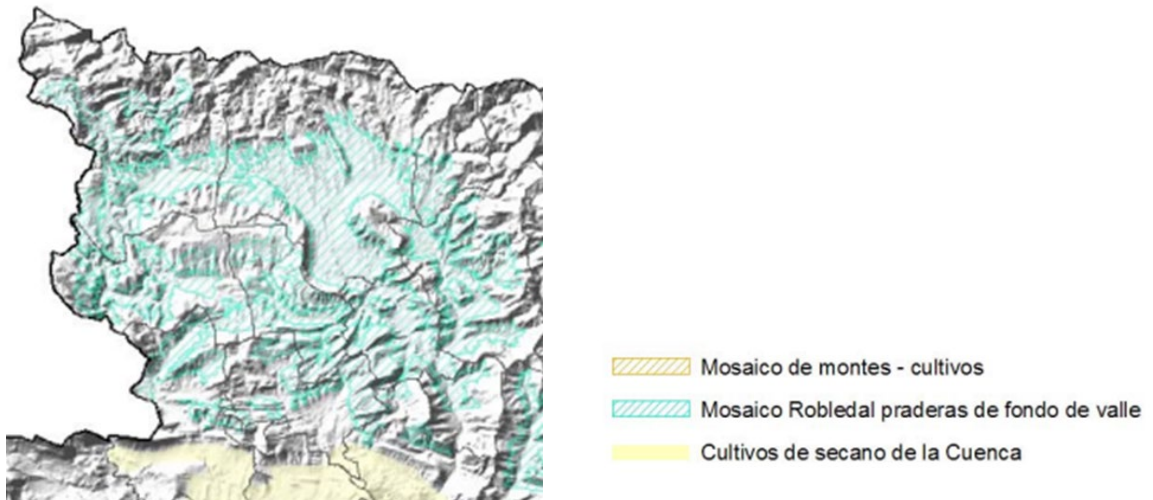 Mosaico de montes - cultivos
Mosaico Robledal praderas de fondo de valle
Cultivos de secano de la Cuenca